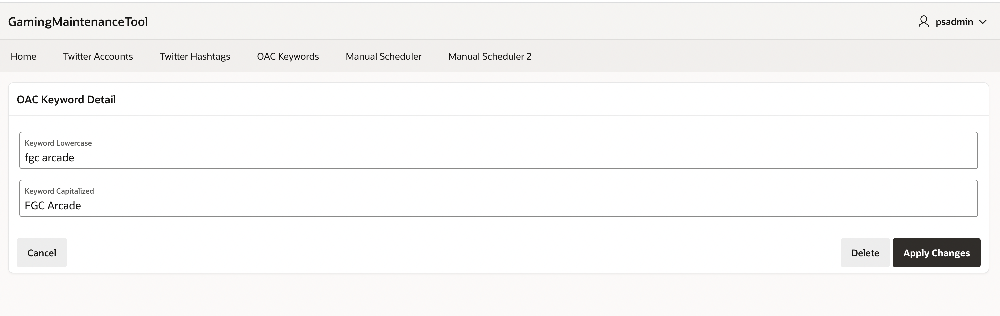 GamingMaintenanceTool
psadmin
Home Twitter Accounts Twitter Hashtags OAC Keywords Manual Scheduler Manual Scheduler 2
OAC Keyword Detail
Keyword Lowercase
fgc arcade
Keyword Capitalized
FGC Arcade
Cancel Delete Apply Changes